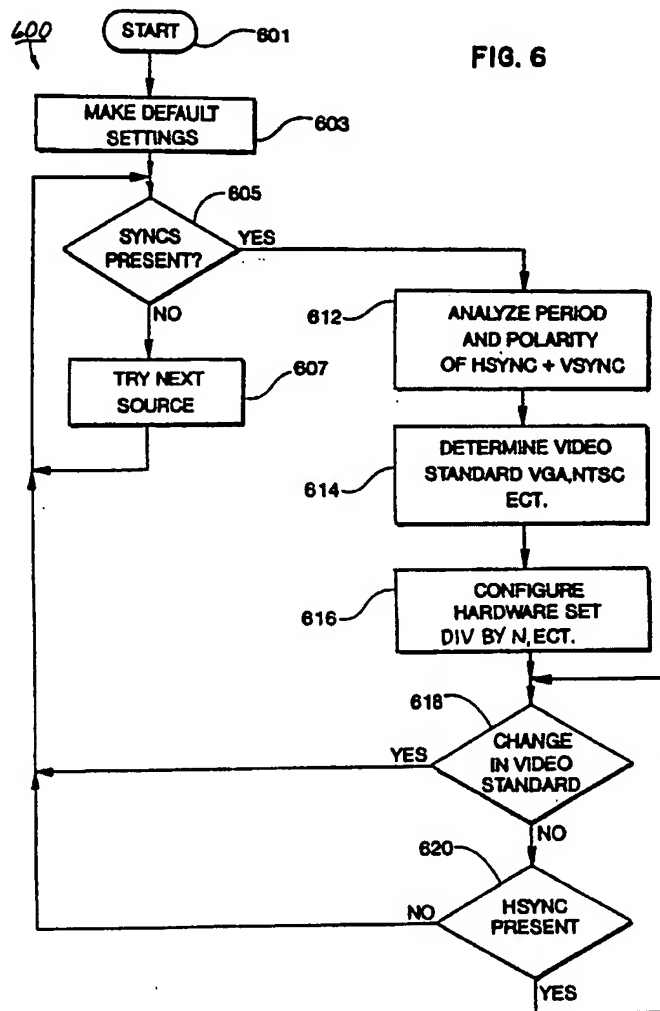 600
START
601
FIG. 6
MAKE DEFAULT
SETTINGS
603
605
SYNCS
PRESENT?
YES
NO
612
ANALYZE PERIOD
AND POLARITY
OF HSYNC + VSYNC
TRY NEXT
SOURCE
607
614
DETERMINE VIDEO
STANDARD VGA,NTSC
ECT.
616
CONFIGURE
HARDWARE SET
DIV BY N, ECT.
618
CHANGE
IN VIDEO
STANDARD
YES
NO
620
HSYNC
PRESENT
NO
YES